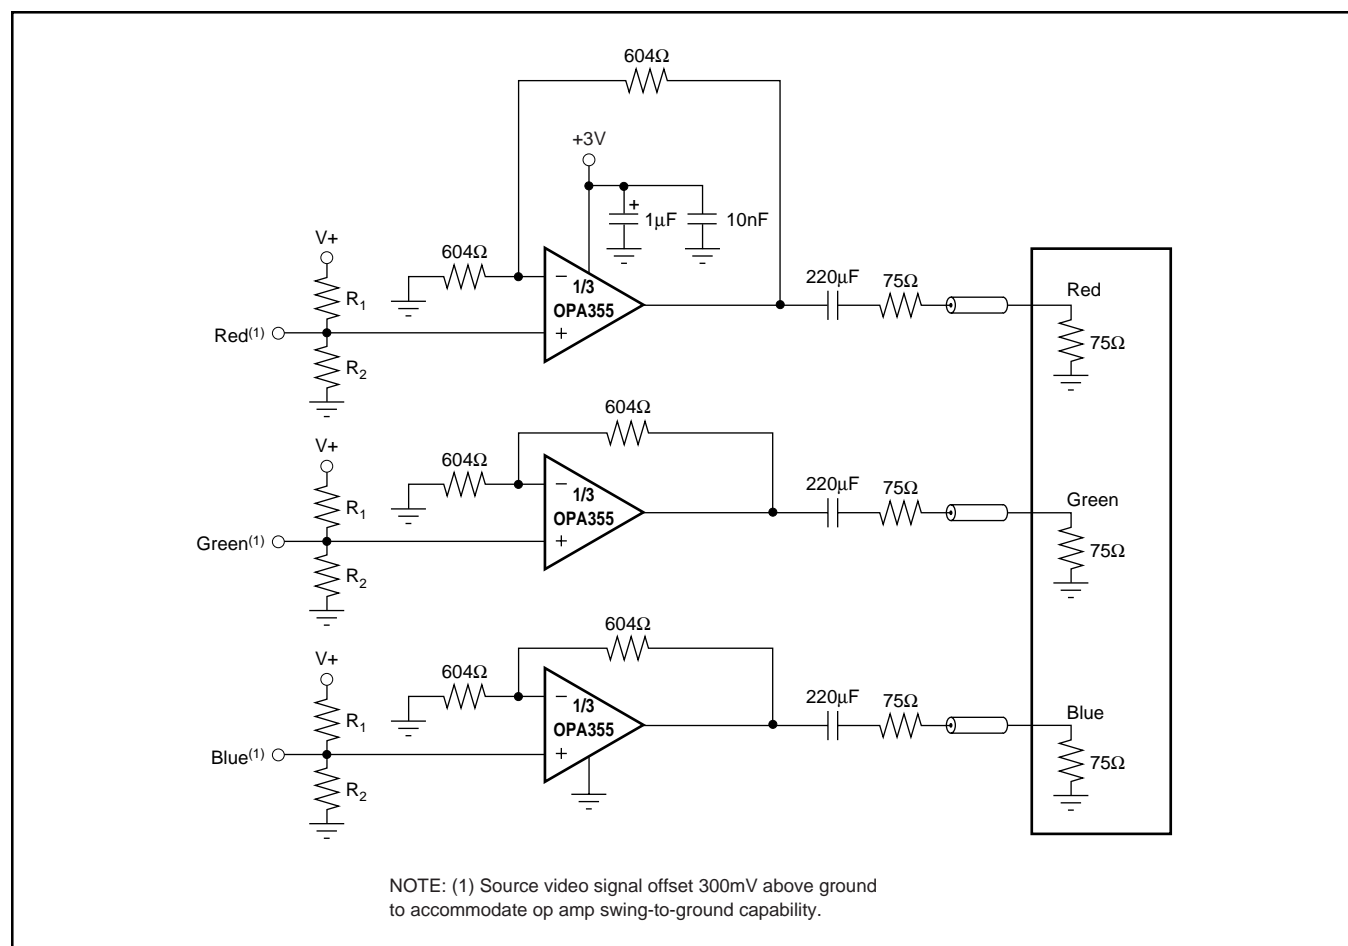 604Ω
+3V
+
1µF
10nF
V+
604Ω
R1
−
1/3
OPA355
+
Red(1)
R2
220µF
75Ω
Red
75Ω
604Ω
V+
604Ω
R1
−
1/3
OPA355
+
Green(1)
R2
220µF
75Ω
Green
75Ω
604Ω
V+
604Ω
R1
−
1/3
OPA355
+
Blue(1)
R2
220µF
75Ω
Blue
75Ω
NOTE: (1) Source video signal offset 300mV above ground
to accommodate op amp swing-to-ground capability.